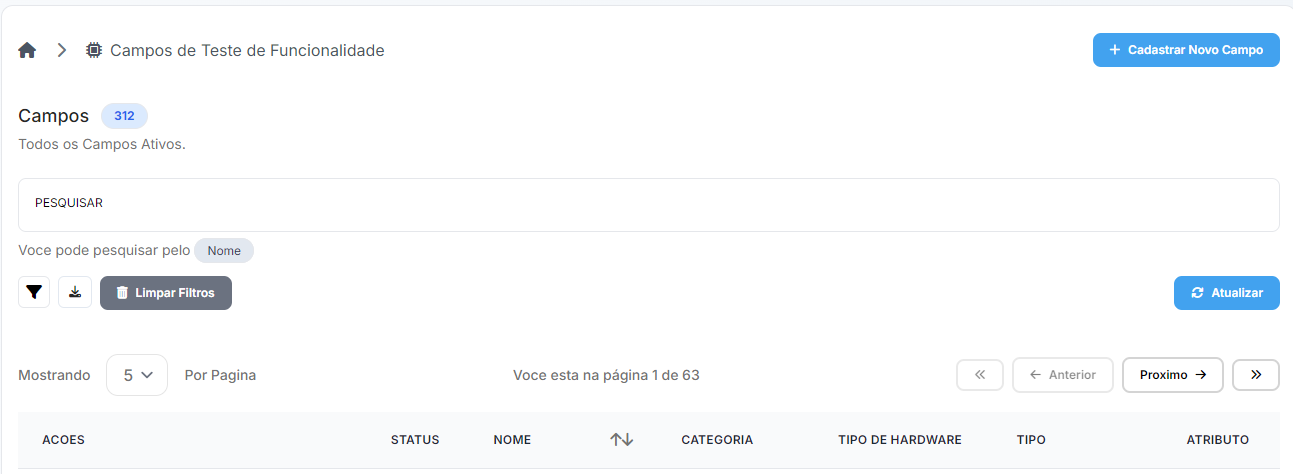 Campos de Teste de Funcionalidade
Cadastrar Novo Campo
Campos 312
Todos os Campos Ativos.
PESQUISAR
Voce pode pesquisar pelo Nome
Limpar Filtros
Atualizar
Mostrando 5 Por Pagina Voce esta na página 1 de 63 Anterior Proximo
ACOES STATUS NOME CATEGORIA TIPO DE HARDWARE TIPO ATRIBUTO